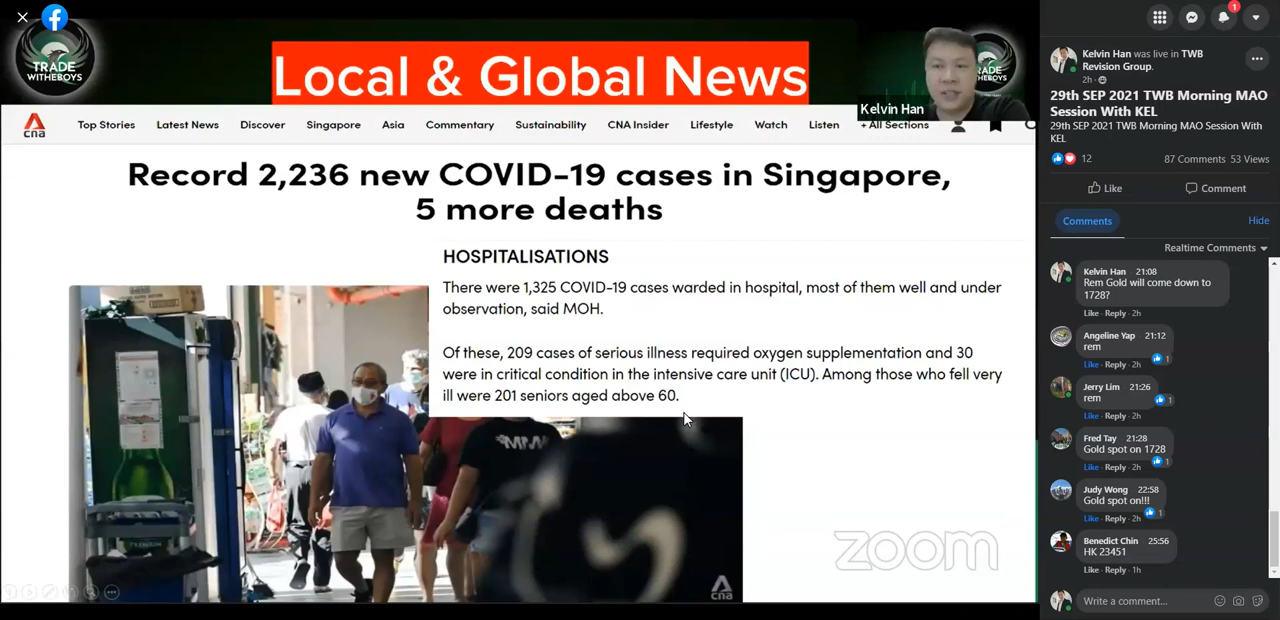 TRADE
WITHEBOYS
Local & Global News
Kelvin Han
cna
Top Stories
Latest News
Discover
Singapore
Asia
Commentary
Sustainability
CNA Insider
Lifestyle
Watch
Listen
+ All Sections
Record 2,236 new COVID-19 cases in Singapore,
5 more deaths
HOSPITALISATIONS
There were 1,325 COVID-19 cases warded in hospital, most of them well and under
observation, said MOH.
Of these, 209 cases of serious illness required oxygen supplementation and 30
were in critical condition in the intensive care unit (ICU). Among those who fell very
ill were 201 seniors aged above 60.
zoom
cna
1
Kelvin Han was live in TWB
Revision Group.
2h
29th SEP 2021 TWB Morning MAO
Session With KEL
29th SEP 2021 TWB Morning MAO Session With
KEL
12
87 Comments 53 Views
Like
Comment
Comments
Hide
Realtime Comments
Kelvin Han 21:08
Rem Gold will come down to
1728?
Like · Reply · 2h
Angeline Yap 21:12
rem
1
Like · Reply · 2h
Jerry Lim 21:26
rem
1
Like · Reply · 2h
Fred Tay 21:28
Gold spot on 1728
1
Like · Reply · 2h
Judy Wong 22:58
Gold spot on!!!
1
Like · Reply · 2h
Benedict Chin 25:56
HK 23451
Like · Reply · 1h
Write a comment...